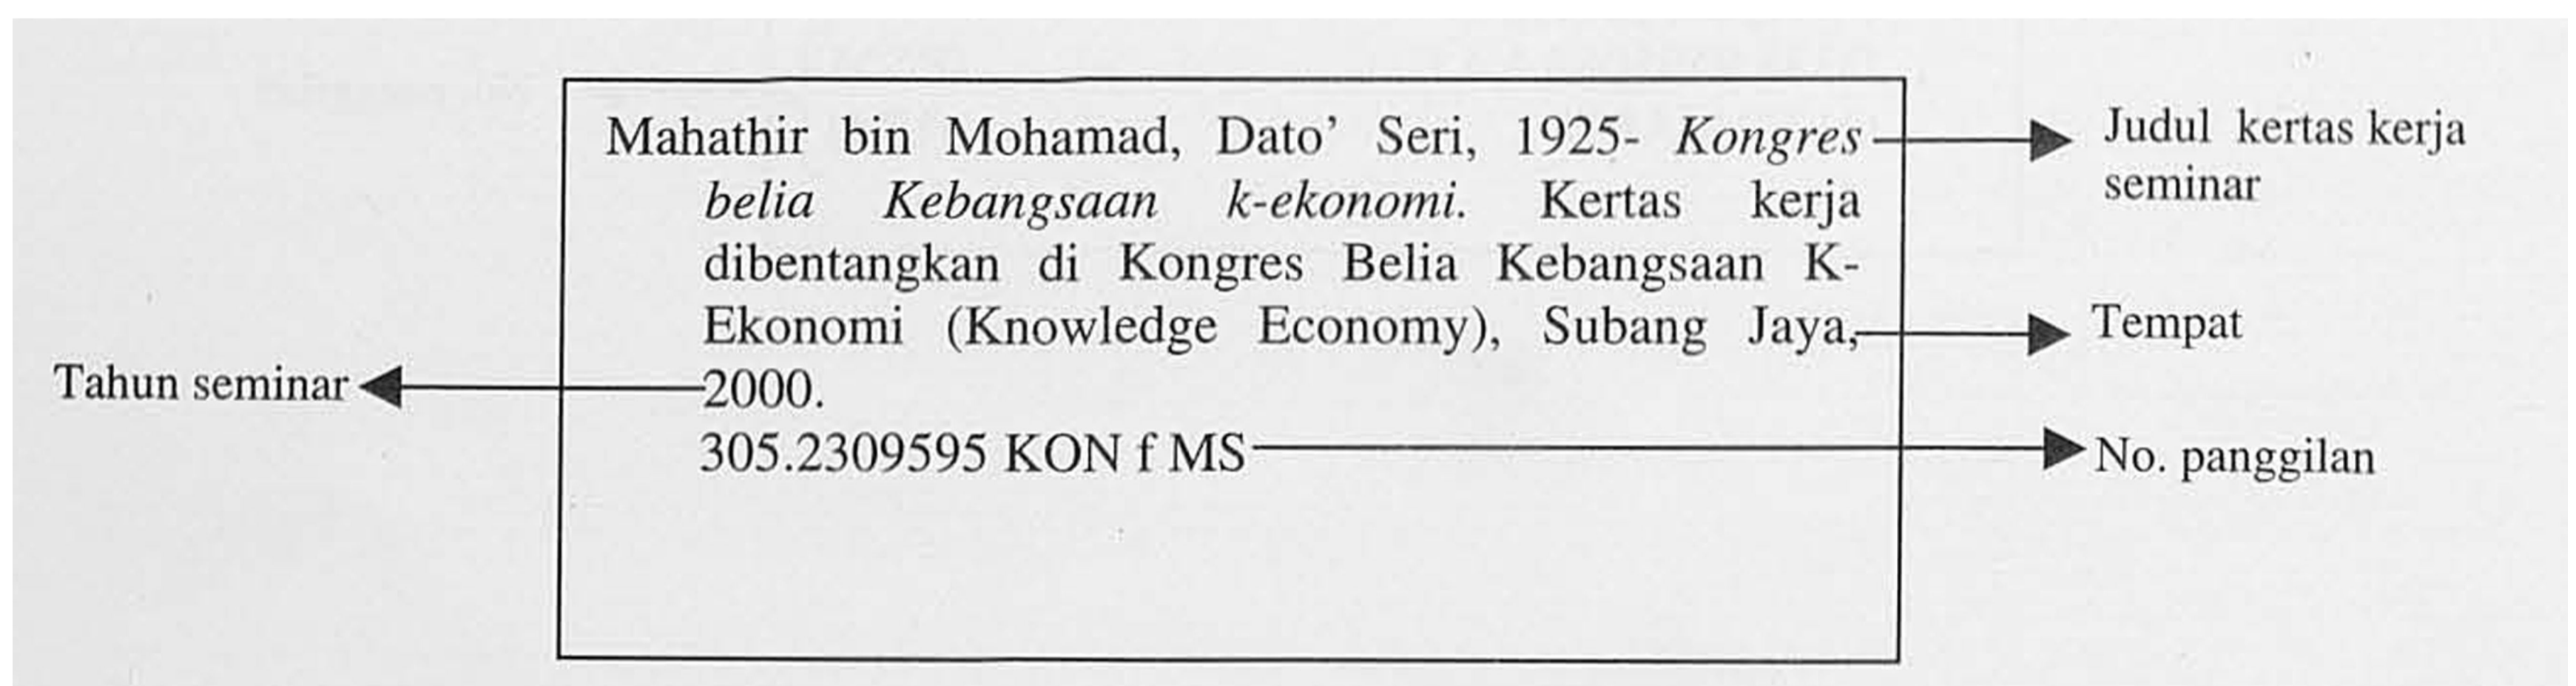 Mahathir bin Mohamad, Dato' Seri, 1925- Kongres
belia Kebangsaan k-ekonomi. Kertas kerja
dibentangkan di Kongres Belia Kebangsaan K-
Ekonomi (Knowledge Economy), Subang Jaya,
2000.
305.2309595 KON f MS
Judul kertas kerja
seminar
Tempat
Tahun seminar
No. panggilan